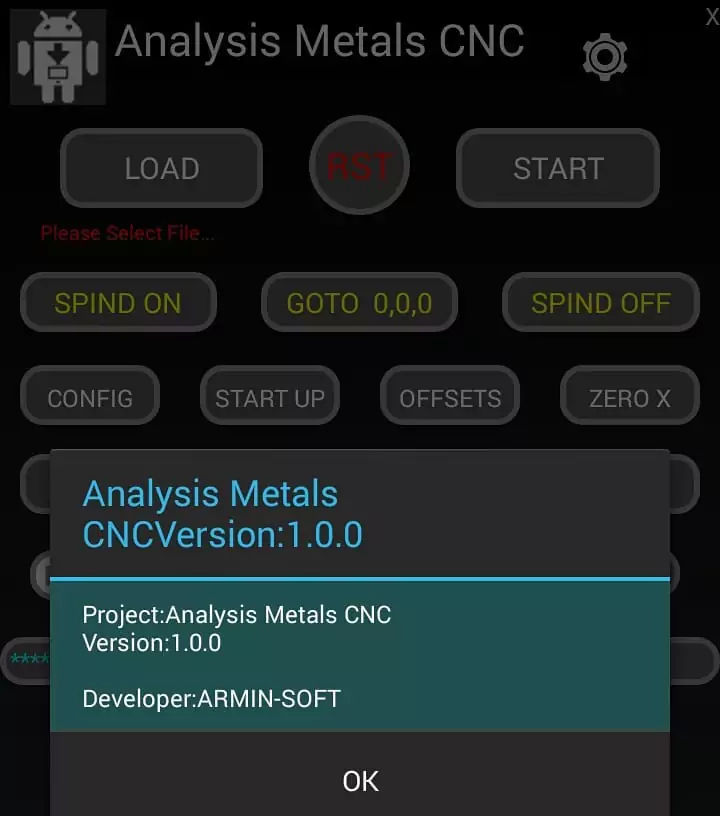 X
Analysis Metals CNC
LOAD
RST
START
Please Select File...
SPIND ON
GOTO 0,0,0
SPIND OFF
CONFIG
START UP
OFFSETS
ZERO X
Analysis Metals
CNCVersion:1.0.0
Project:Analysis Metals CNC
Version:1.0.0
Developer:ARMIN-SOFT
****
OK